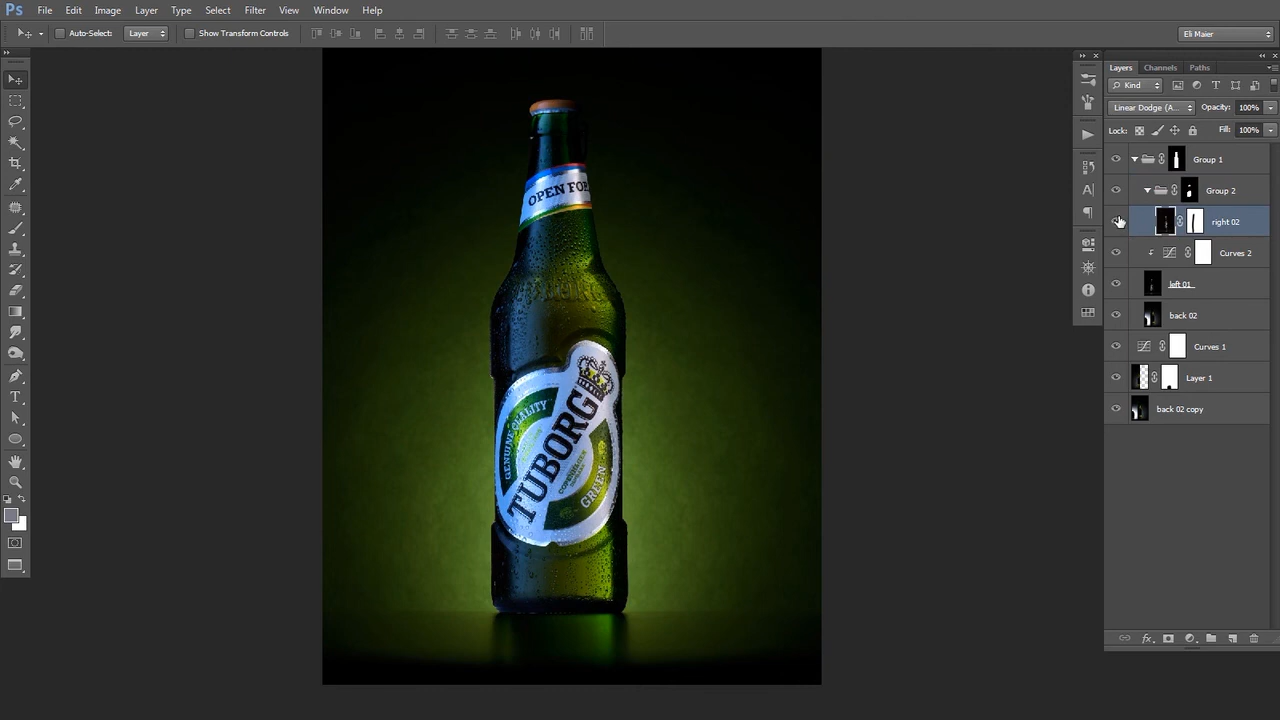 Ps File Edit Image Layer Type Select Filter View Window Help
Auto-Select: Layer Show Transform Controls Eli Maier
Layers Channels Paths
Kind
Linear Dodge (A... Opacity: 100%
Lock: Fill: 100%
Group 1
Group 2
right 02
Curves 2
left 01
back 02
Curves 1
Layer 1
back 02 copy
OPEN FOR
GENUINE QUALITY
TUBORG
COPENHAGEN
GREEN
fx